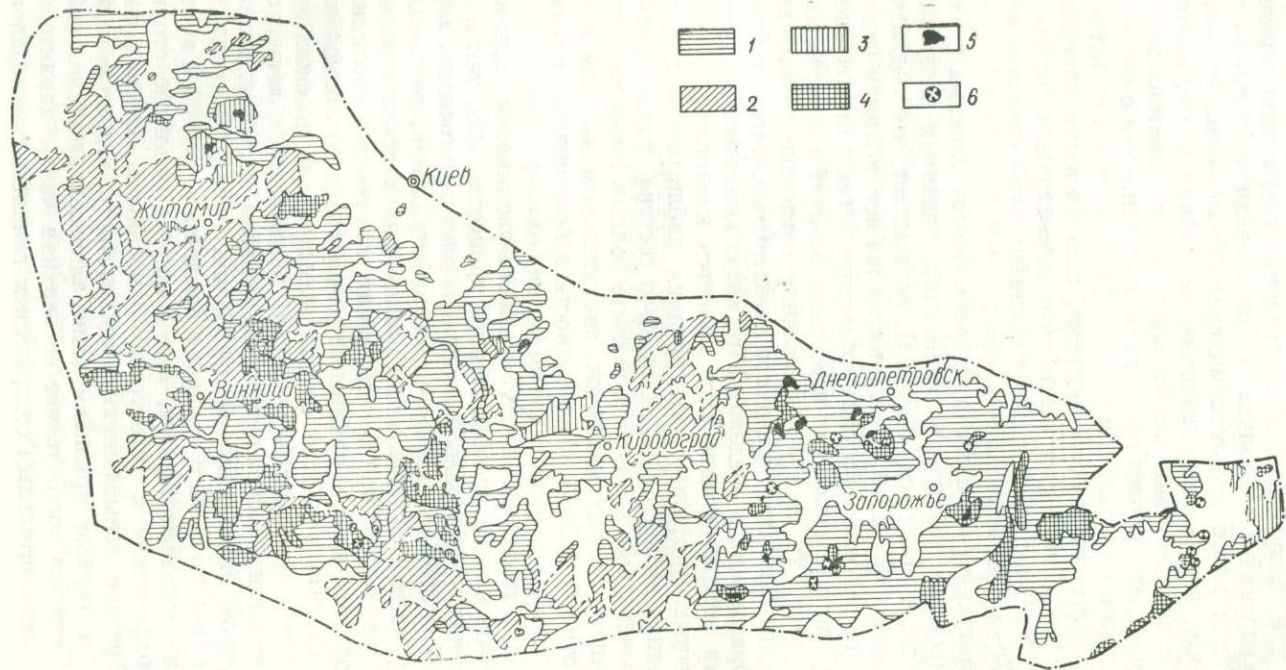 1 3 5
2 4 6
Киев
Житомир
Днепропетровск
Винница
Кировоград
Запорожье